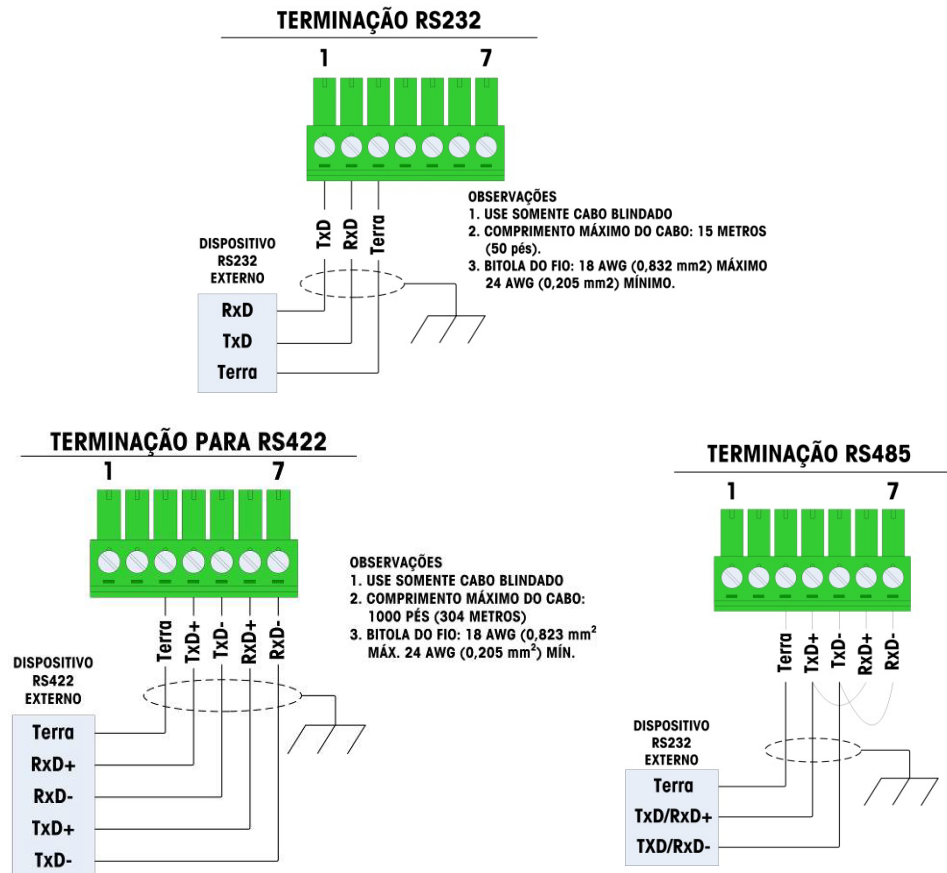 TERMINAÇÃO RS232
1 7
TxD
RxD
Terra
OBSERVAÇÕES
1. USE SOMENTE CABO BLINDADO
2. COMPRIMENTO MÁXIMO DO CABO: 15 METROS
(50 pés).
3. BITOLA DO FIO: 18 AWG (0,832 mm2) MÁXIMO
24 AWG (0,205 mm2) MÍNIMO.
DISPOSITIVO
RS232
EXTERNO
RxD
TxD
Terra
TERMINAÇÃO PARA RS422
1 7
Terra
TxD+
TxD-
RxD+
RxD-
OBSERVAÇÕES
1. USE SOMENTE CABO BLINDADO
2. COMPRIMENTO MÁXIMO DO CABO:
1000 PÉS (304 METROS)
3. BITOLA DO FIO: 18 AWG (0,823 mm²
MÁX. 24 AWG (0,205 mm²) MÍN.
DISPOSITIVO
RS422
EXTERNO
Terra
RxD+
RxD-
TxD+
TxD-
TERMINAÇÃO RS485
1 7
Terra
TxD+
TxD-
RxD+
RxD-
DISPOSITIVO
RS232
EXTERNO
Terra
TxD/RxD+
TXD/RxD-